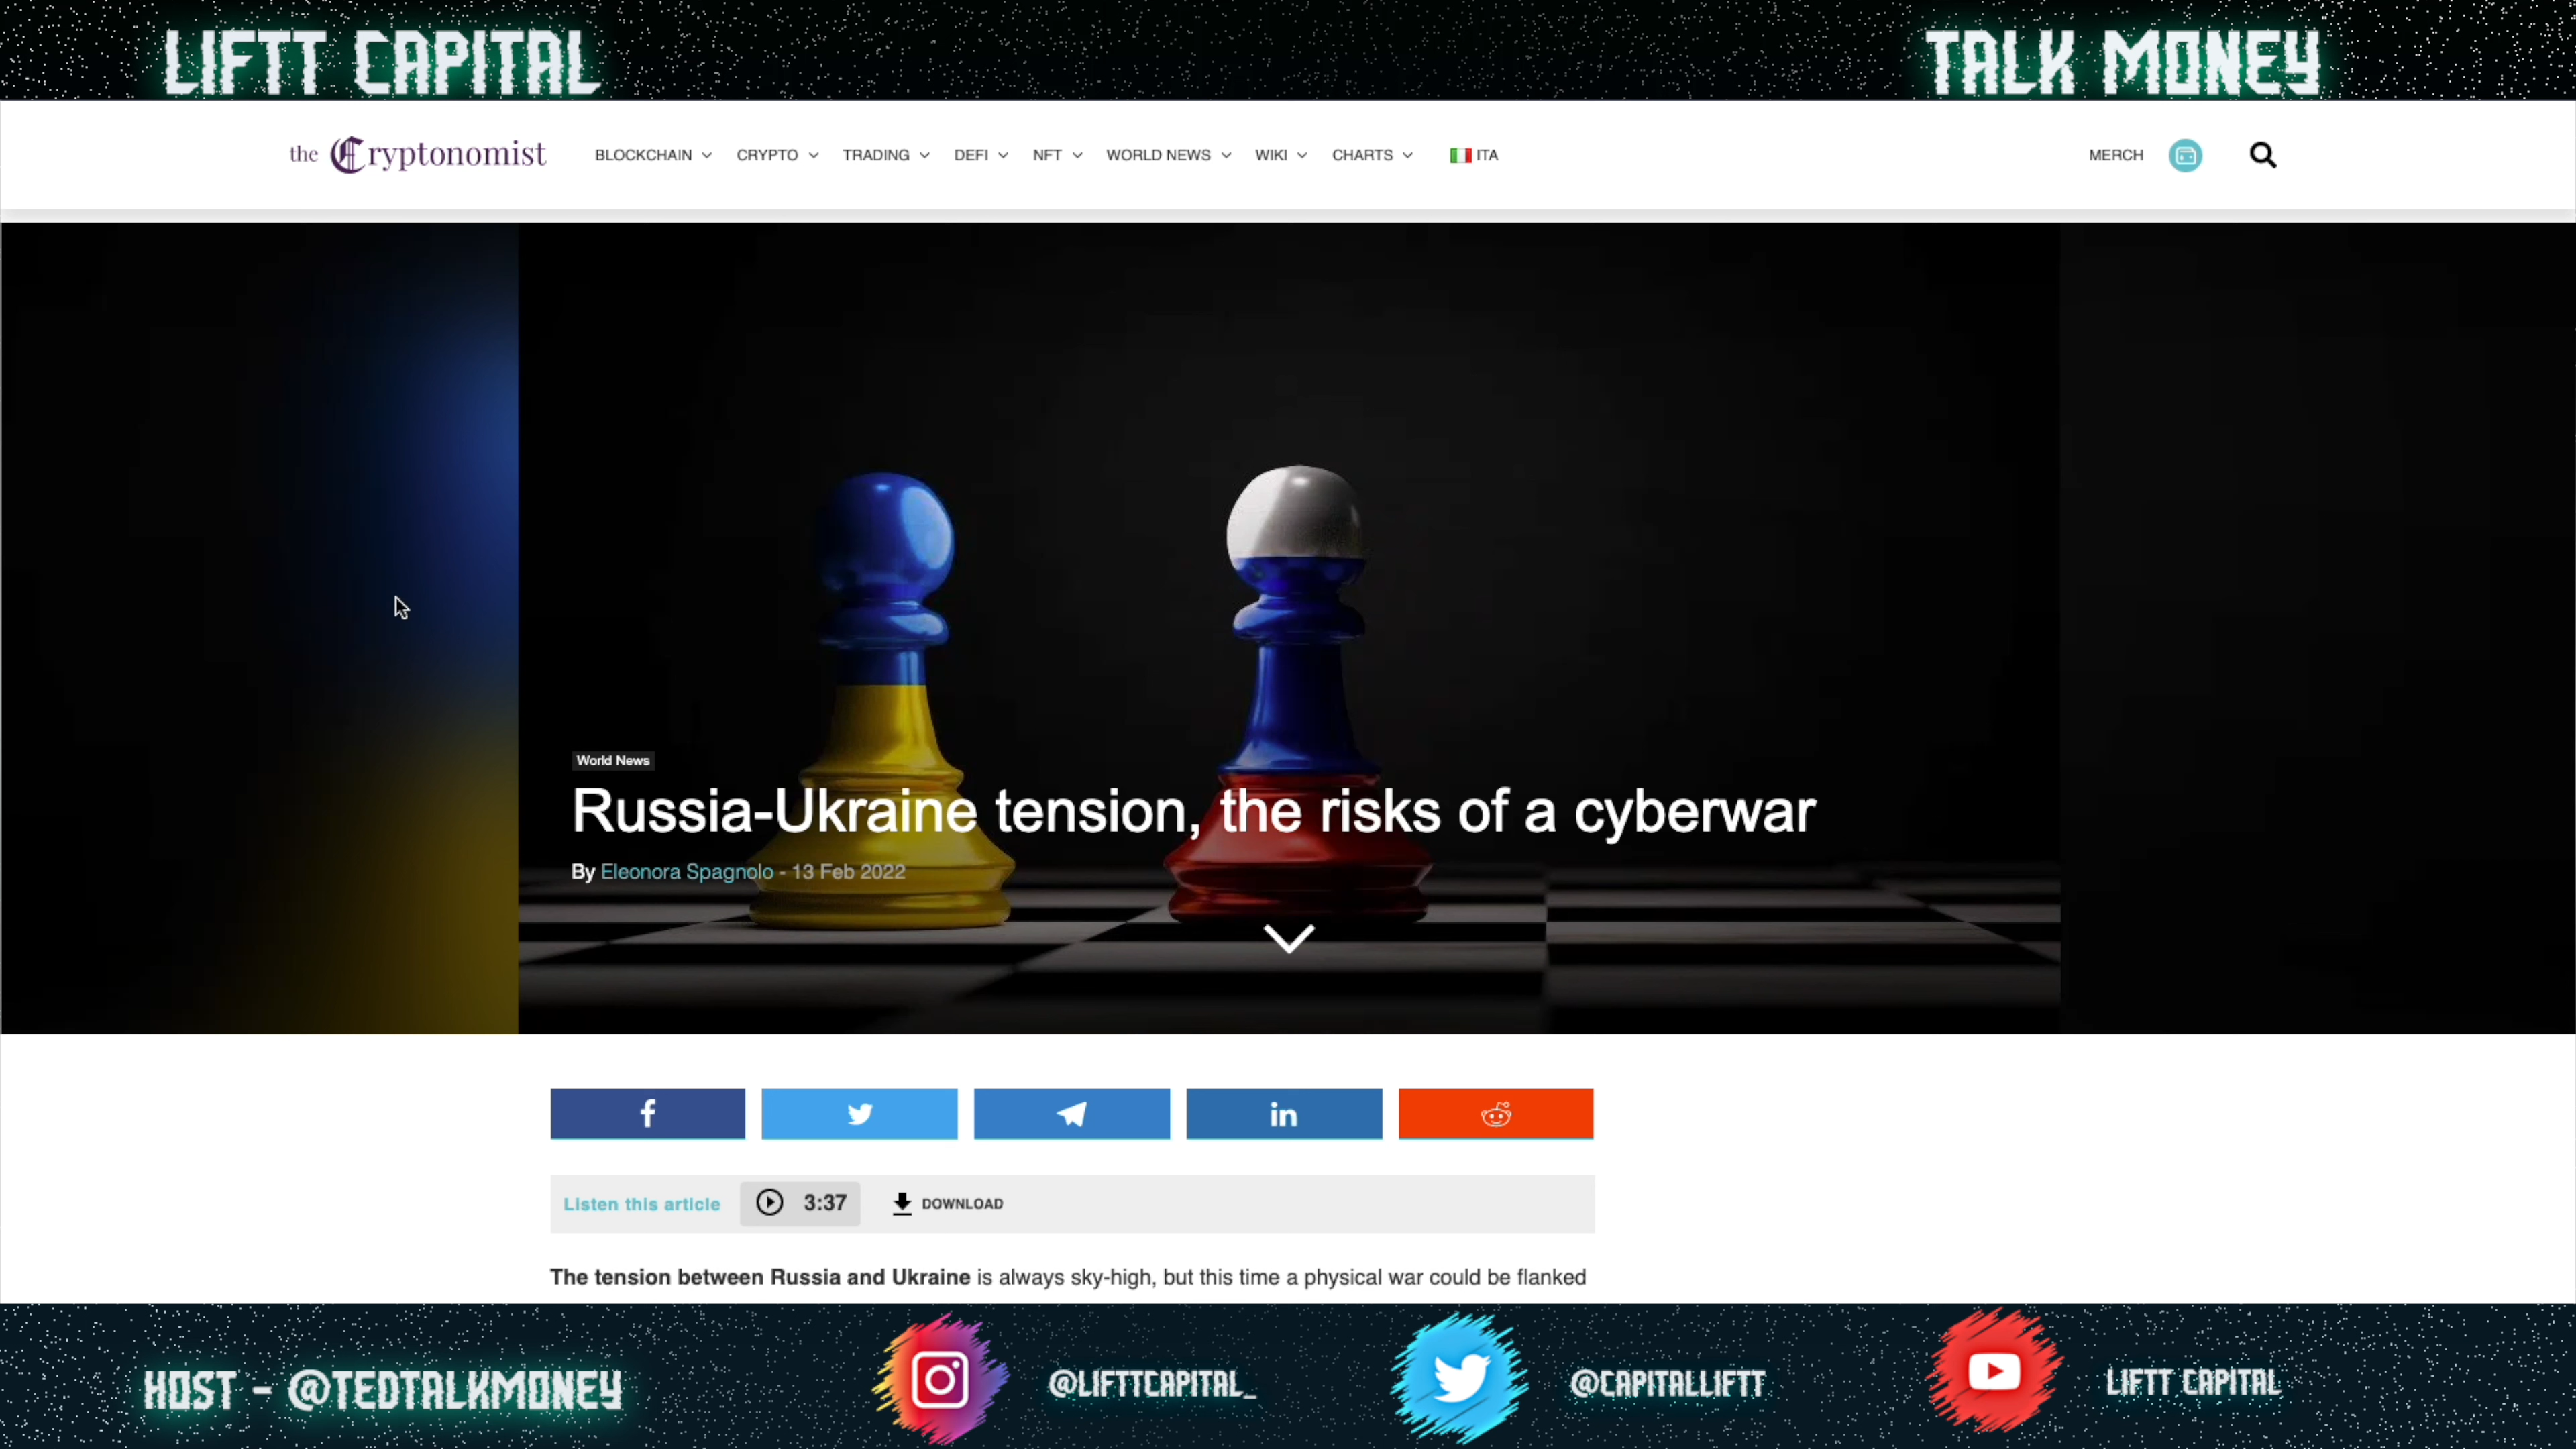 LIFTT CAPITAL
TALK MONEY
the Cryptonomist
BLOCKCHAIN CRYPTO TRADING DEFI NFT WORLD NEWS WIKI CHARTS ITA
MERCH
World News
Russia-Ukraine tension, the risks of a cyberwar
By Eleonora Spagnolo - 13 Feb 2022
Listen this article 3:37 DOWNLOAD
The tension between Russia and Ukraine is always sky-high, but this time a physical war could be flanked
HOST - @TEDTALKMONEY
@LIFTTCAPITAL_
@CAPITALLIFTT
LIFTT CAPITAL